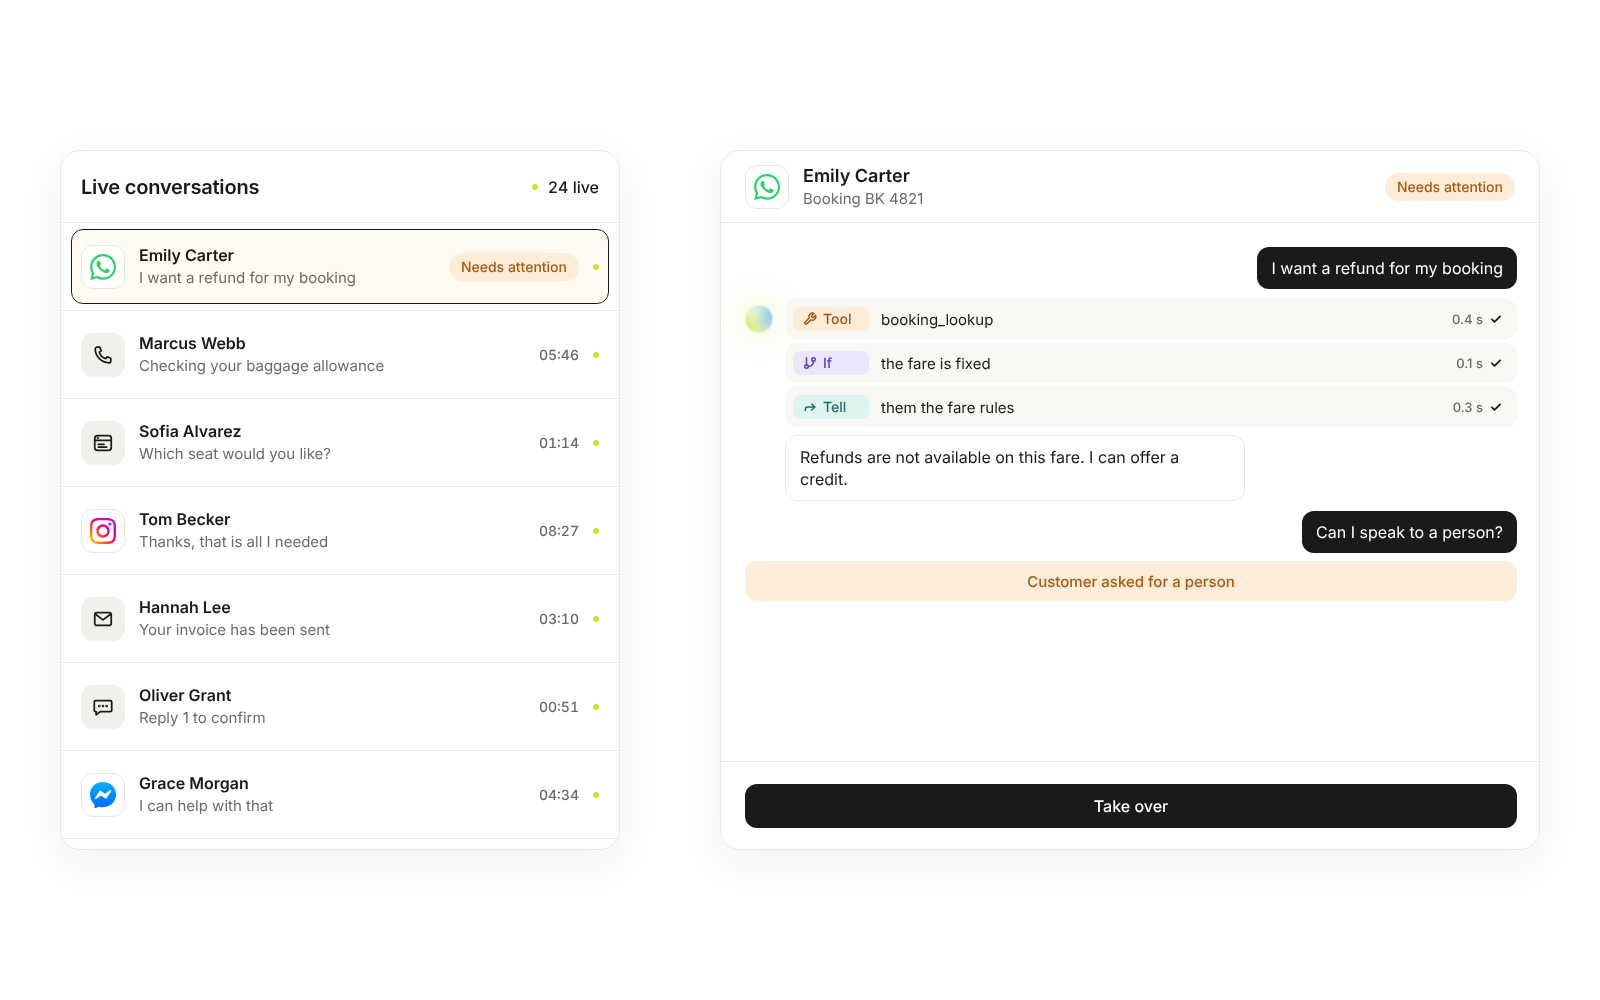 Live conversations
24 live
Emily Carter
I want a refund for my booking
Needs attention
Marcus Webb
Checking your baggage allowance
05:46
Sofia Alvarez
Which seat would you like?
01:14
Tom Becker
Thanks, that is all I needed
08:27
Hannah Lee
Your invoice has been sent
03:10
Oliver Grant
Reply 1 to confirm
00:51
Grace Morgan
I can help with that
04:34
Emily Carter
Booking BK 4821
Needs attention
I want a refund for my booking
Tool booking_lookup 0.4 s
If the fare is fixed 0.1 s
Tell them the fare rules 0.3 s
Refunds are not available on this fare. I can offer a
credit.
Can I speak to a person?
Customer asked for a person
Take over